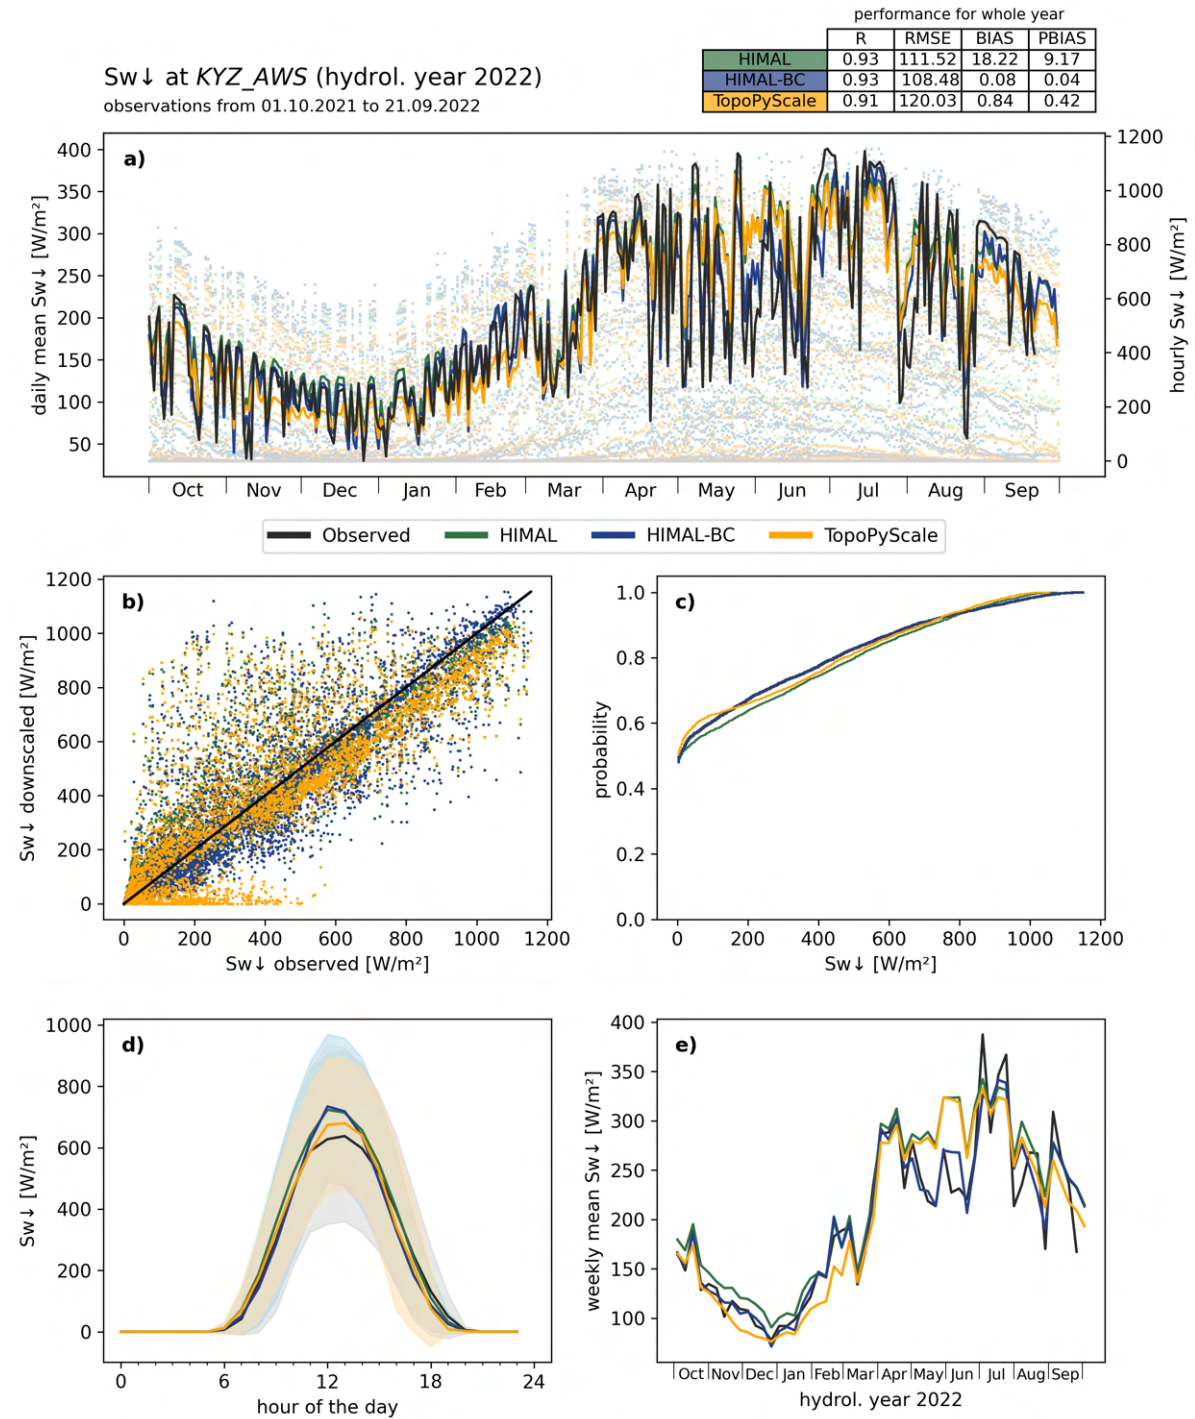 performance for whole year
R RMSE BIAS PBIAS
HIMAL 0.93 111.52 18.22 9.17
HIMAL-BC 0.93 108.48 0.08 0.04
TopoPyScale 0.91 120.03 0.84 0.42
Sw↓ at KYZ_AWS (hydrol. year 2022)
observations from 01.10.2021 to 21.09.2022
a)
daily mean Sw↓ [W/m²]
400
350
300
250
200
150
100
50
1200
1000
800
600
400
200
0
hourly Sw↓ [W/m²]
Oct Nov Dec Jan Feb Mar Apr May Jun Jul Aug Sep
Observed HIMAL HIMAL-BC TopoPyScale
b)
Sw↓ downscaled [W/m²]
1200
1000
800
600
400
200
0
0 200 400 600 800 1000 1200
Sw↓ observed [W/m²]
c)
probability
1.0
0.8
0.6
0.4
0.2
0.0
0 200 400 600 800 1000 1200
Sw↓ [W/m²]
d)
Sw↓ [W/m²]
1000
800
600
400
200
0
0 6 12 18 24
hour of the day
e)
weekly mean Sw↓ [W/m²]
400
350
300
250
200
150
100
Oct Nov Dec Jan Feb Mar Apr May Jun Jul Aug Sep
hydrol. year 2022